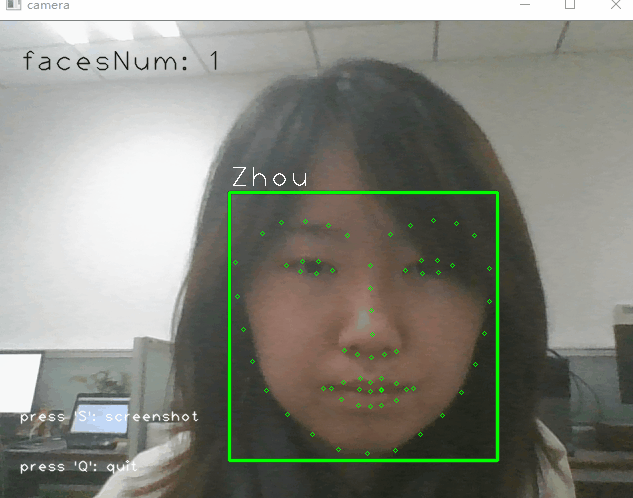 camera
facesNum: 1
Zhou
press 'S': screenshot
press 'Q': quit